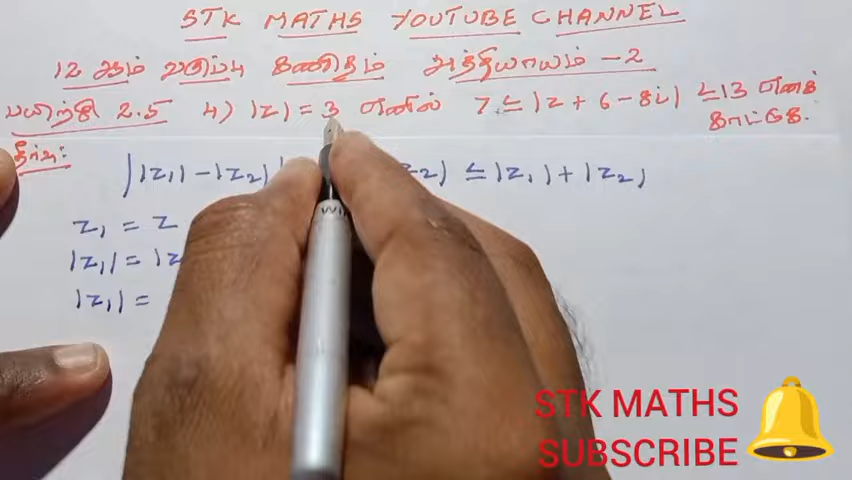 STK MATHS YOUTUBE CHANNEL
12 ஆம் வகுப்பு கணிதம் அத்தியாயம் - 2
பயிற்சி 2.5 4) |z| = 3 எனில் 7 ≤ |z + 6 - 8i| ≤ 13 எனக்
காட்டுக.
தீர்வு:
||z₁| - |z₂| z₂| ≤ |z₁| + |z₂|
z₁ = z
|z₁| = |z
|z₁| =
STK MATHS
SUBSCRIBE